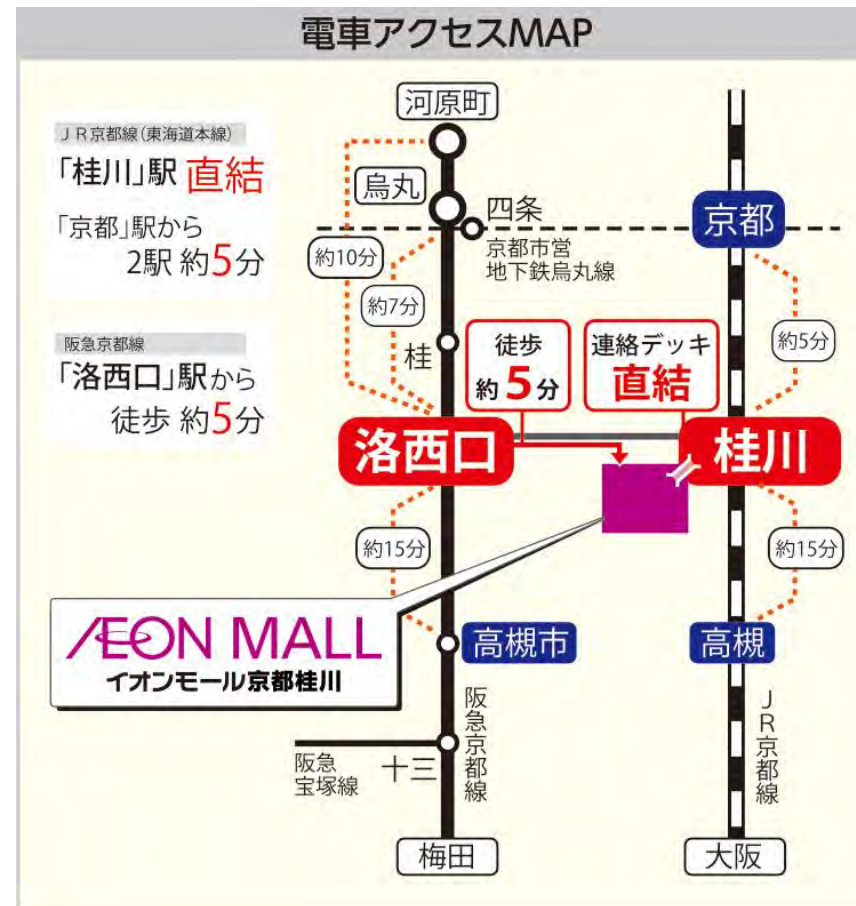 電車アクセスMAP
JR京都線(東海道本線)
「桂川」駅 直結
「京都」駅から
2駅 約5分
阪急京都線
「洛西口」駅から
徒歩 約5分
河原町
烏丸
四条
京都市営
地下鉄烏丸線
京都
約10分
約7分
桂
徒歩
約5分
連絡デッキ
直結
約5分
洛西口
桂川
約15分
約15分
ÆON MALL
イオンモール京都桂川
高槻市
高槻
阪急京都線
JR京都線
阪急
宝塚線
十三
梅田
大阪